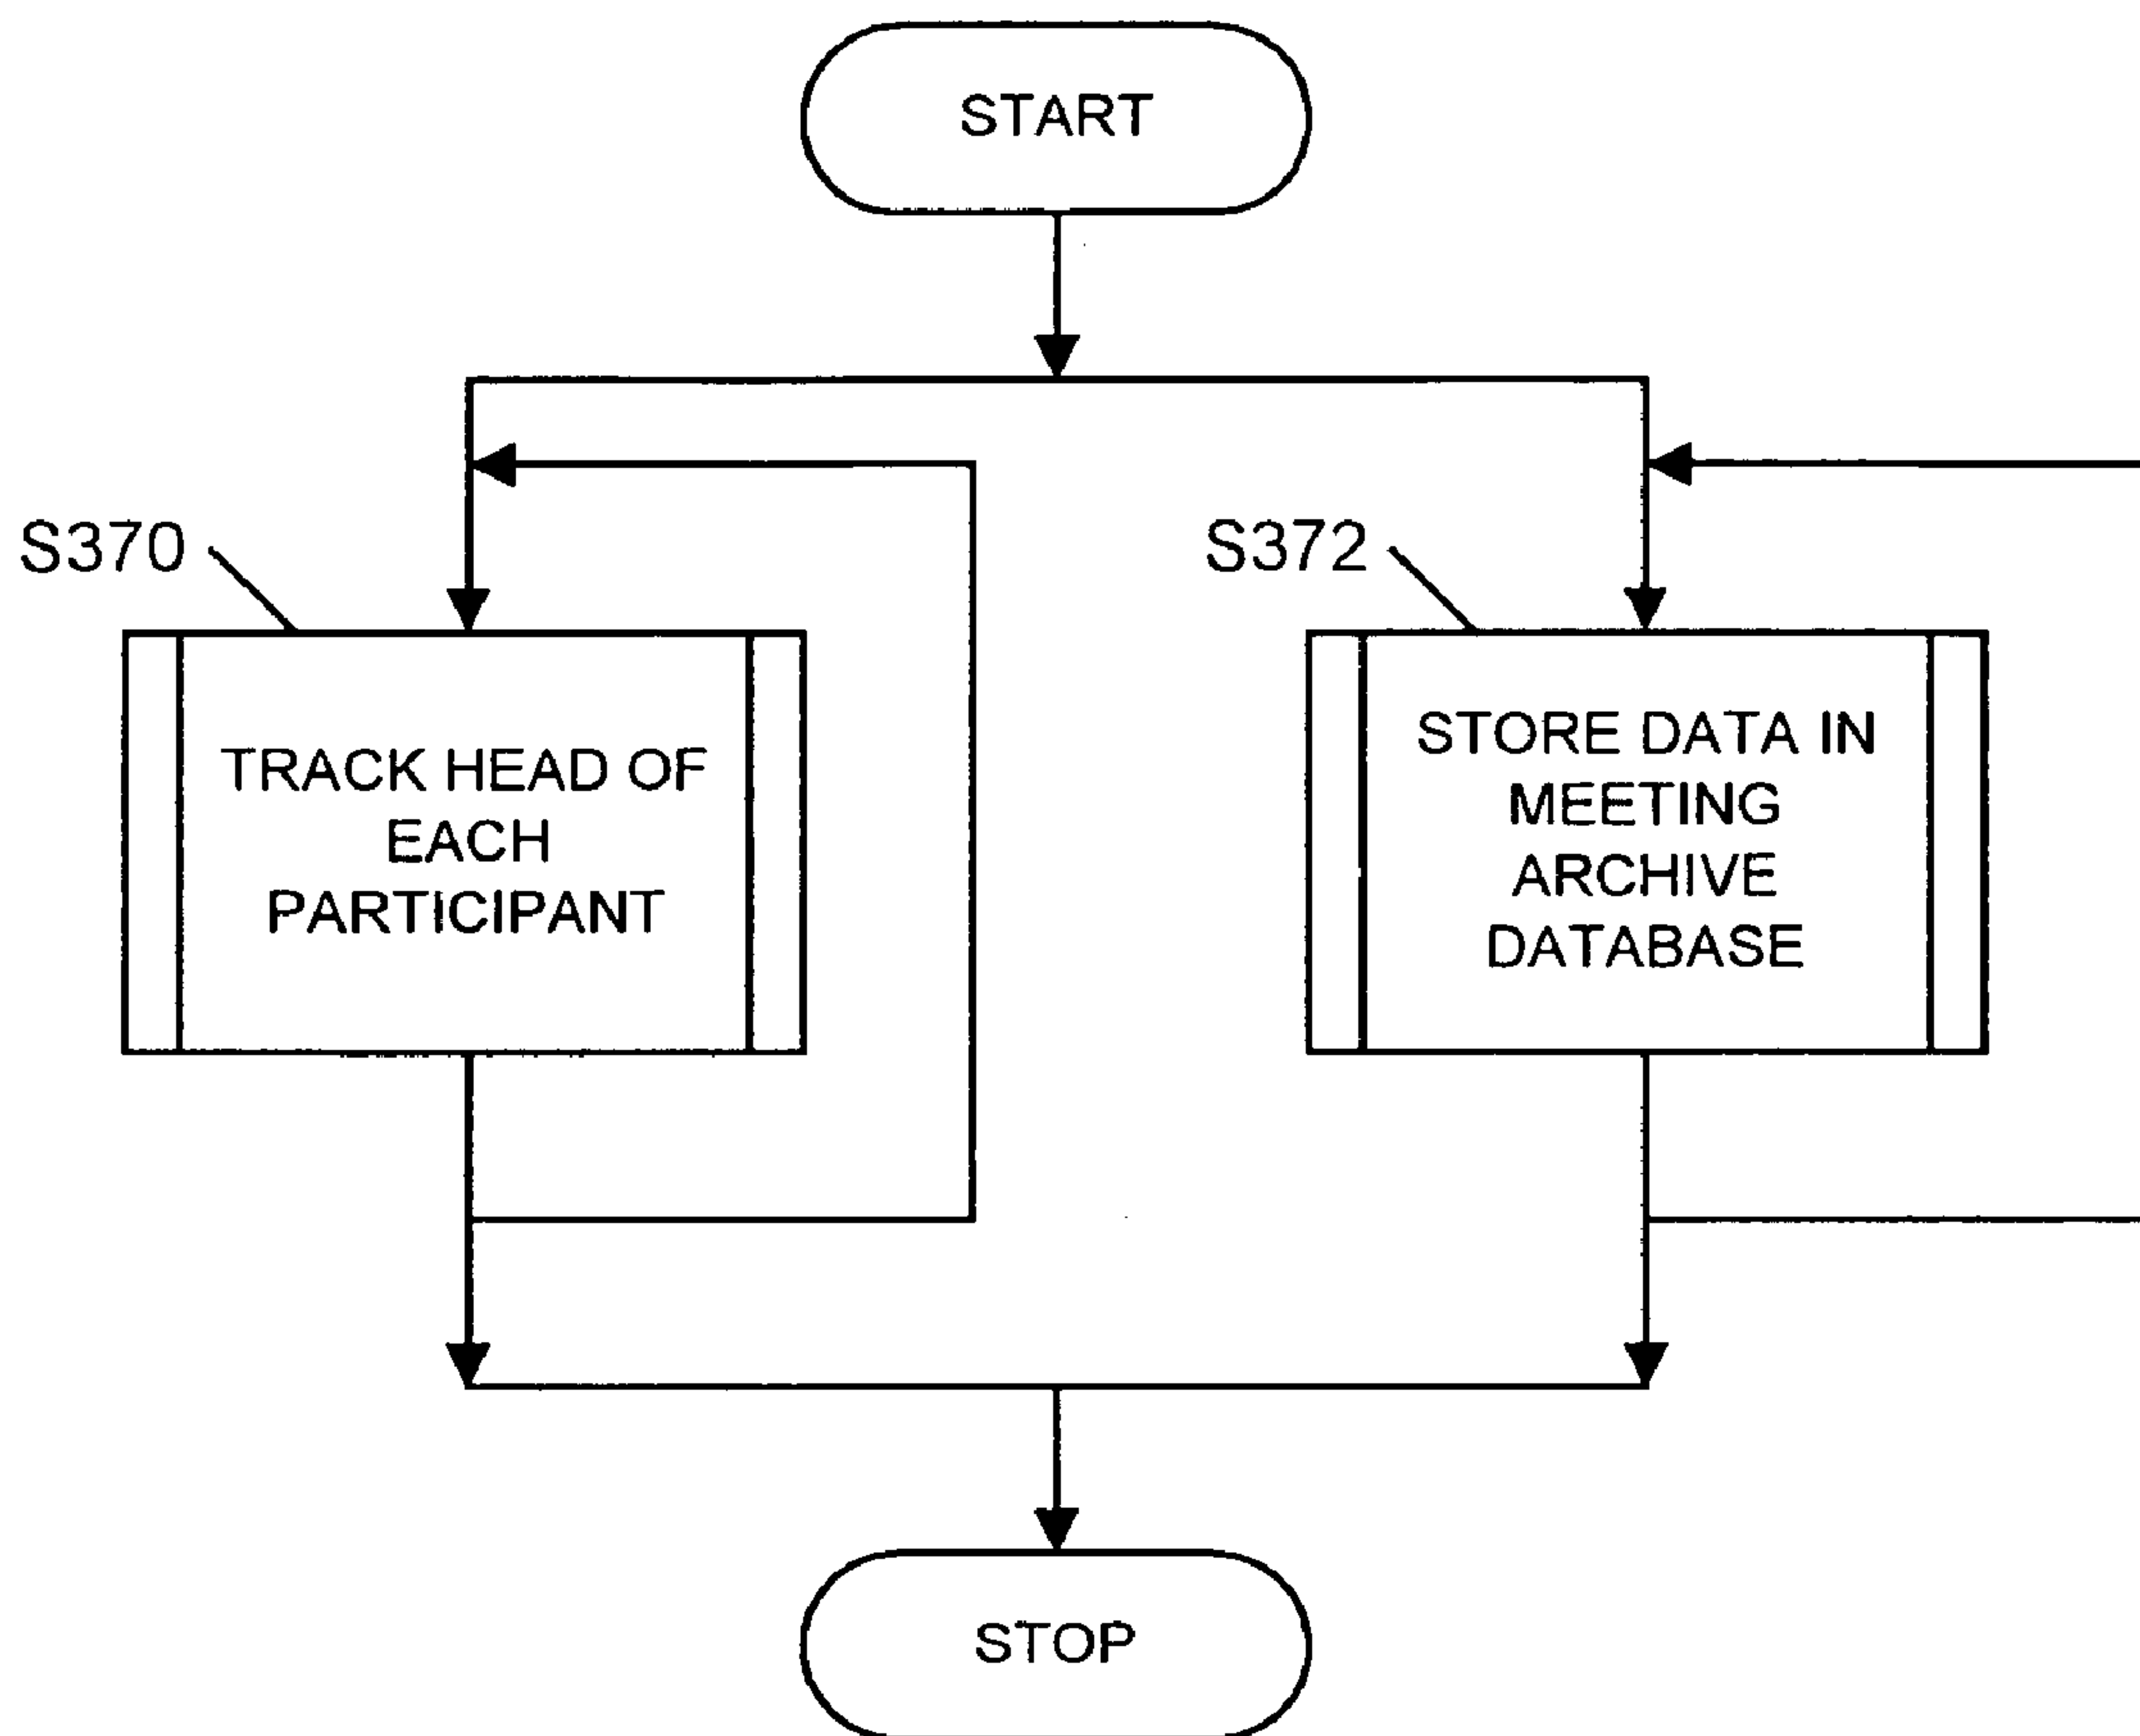 START
S370
S372
TRACK HEAD OF
EACH
PARTICIPANT
STORE DATA IN
MEETING
ARCHIVE
DATABASE
STOP